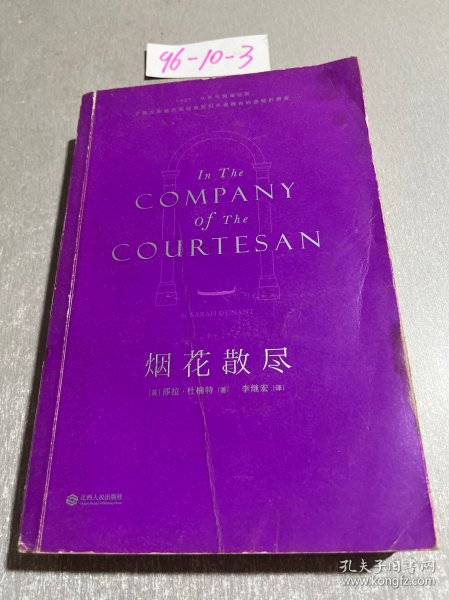 96-10-3
In The
COMPANY
Of The
COURTESAN
by SARAH DUNANT
烟花散尽
[英]莎拉·杜楠特[著] 李继宏[译]
江西人民出版社
孔夫子旧书网
www.kongfz.com